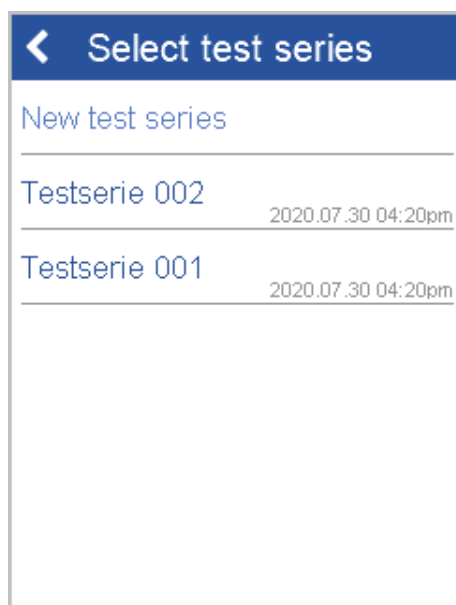 Select test series
New test series
Testserie 002
2020.07.30 04:20pm
Testserie 001
2020.07.30 04:20pm